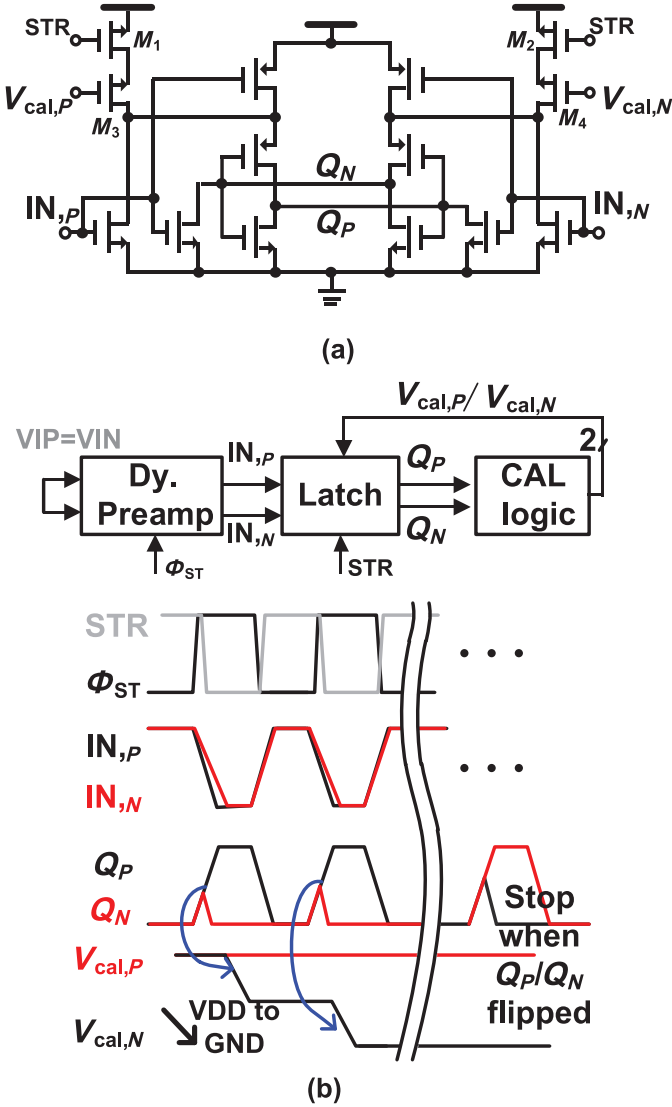 STR
M1
M2
STR
Vcal,P
M3
M4
Vcal,N
QN
QP
IN,P
IN,N
(a)
Vcal,P/ Vcal,N
VIP=VIN
2
Dy. Preamp
IN,P
IN,N
Latch
QP
QN
CAL logic
ΦST
STR
STR
ΦST
IN,P
IN,N
QP
QN
Vcal,P
Vcal,N
VDD to GND
Stop when QP/QN flipped
(b)